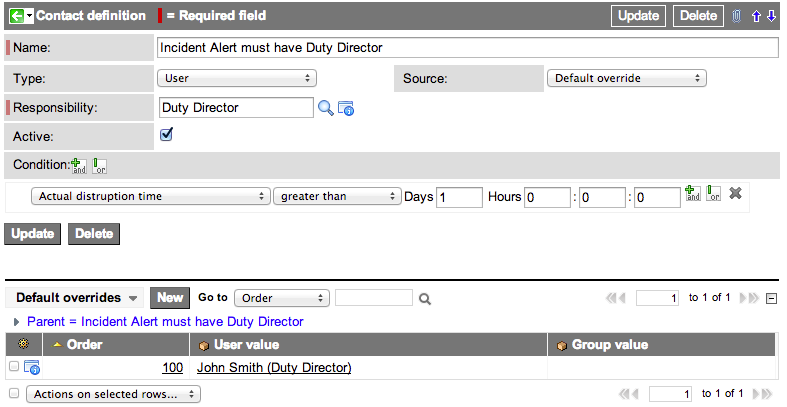 Contact definition = Required field Update Delete
Name: Incident Alert must have Duty Director
Type: User Source: Default override
Responsibility: Duty Director
Active:
Condition: and or
Actual distruption time greater than Days 1 Hours 0 : 0 : 0 and or
Update Delete
Default overrides New Go to Order 1 to 1 of 1
Parent = Incident Alert must have Duty Director
Order User value Group value
100 John Smith (Duty Director)
Actions on selected rows... 1 to 1 of 1